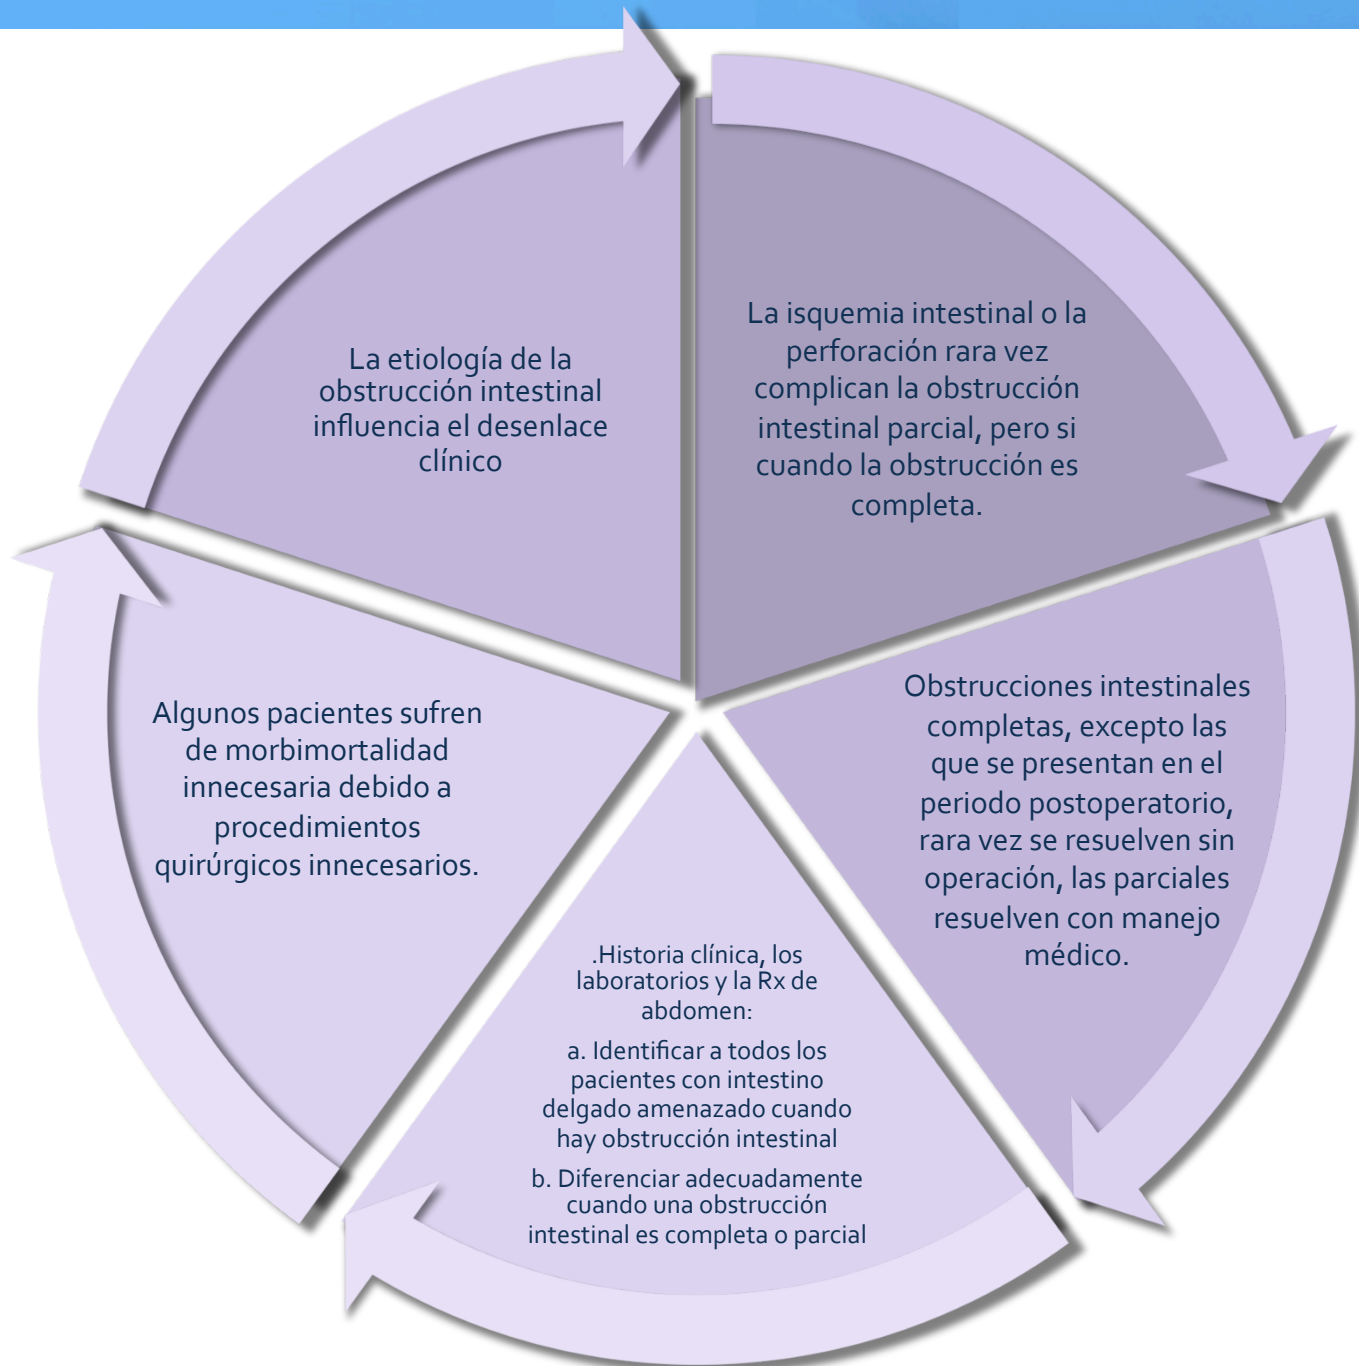 La isquemia intestinal o la
perforación rara vez
complican la obstrucción
intestinal parcial, pero si
cuando la obstrucción es
completa.
Obstrucciones intestinales
completas, excepto las
que se presentan en el
periodo postoperatorio,
rara vez se resuelven sin
operación, las parciales
resuelven con manejo
médico.
.Historia clínica, los
laboratorios y la Rx de
abdomen:
a. Identificar a todos los
pacientes con intestino
delgado amenazado cuando
hay obstrucción intestinal
b. Diferenciar adecuadamente
cuando una obstrucción
intestinal es completa o parcial
Algunos pacientes sufren
de morbimortalidad
innecesaria debido a
procedimientos
quirúrgicos innecesarios.
La etiología de la
obstrucción intestinal
influencia el desenlace
clínico